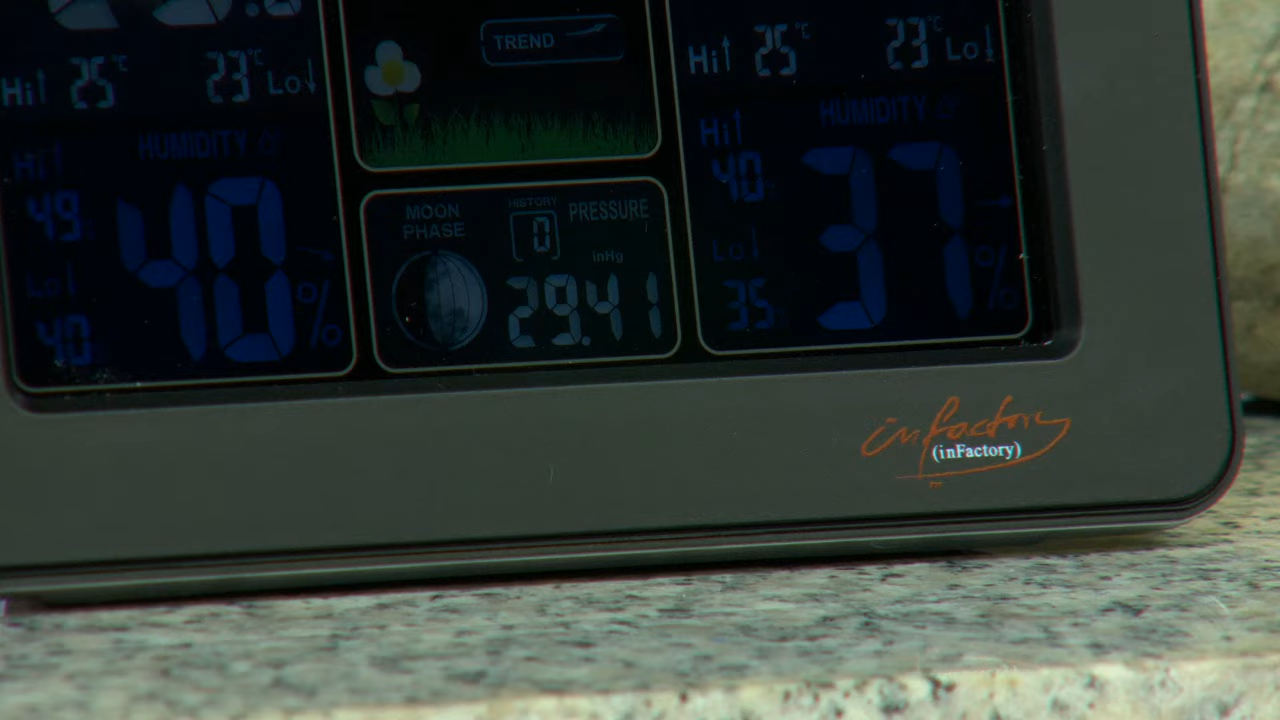 Hi↑ 25°C 23°C Lo↓
HUMIDITY
Hi↑
49
40%
Lo↓
40
TREND
MOON PHASE
HISTORY
0
PRESSURE
inHg
29.41
Hi↑ 25°C 23°C Lo↓
HUMIDITY
Hi↑
40
37%
Lo↓
35
infactory
(inFactory)